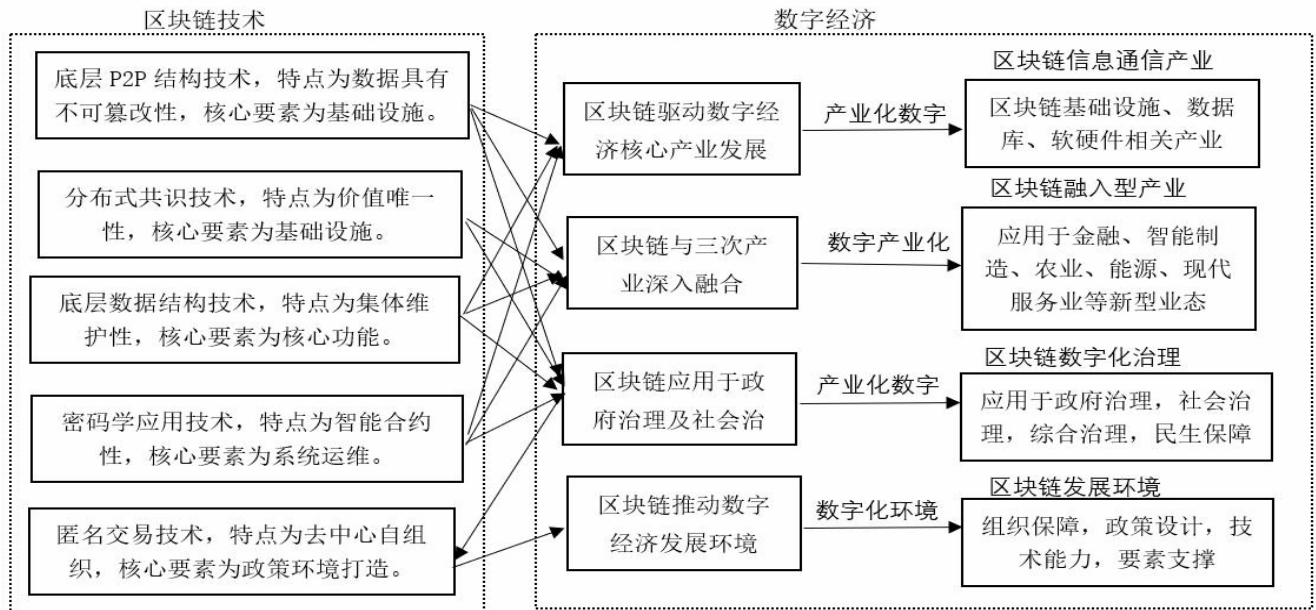 区块链技术
底层 P2P 结构技术，特点为数据具有
不可篡改性，核心要素为基础设施。
分布式共识技术，特点为价值唯一
性，核心要素为基础设施。
底层数据结构技术，特点为集体维
护性，核心要素为核心功能。
密码学应用技术，特点为智能合约
性，核心要素为系统运维。
匿名交易技术，特点为去中心自组
织，核心要素为政策环境打造。
数字经济
区块链驱动数字经
济核心产业发展
产业化数字
区块链信息通信产业
区块链基础设施、数据
库、软硬件相关产业
区块链与三次产
业深入融合
数字产业化
区块链融入型产业
应用于金融、智能制
造、农业、能源、现代
服务业等新型业态
区块链应用于政
府治理及社会治
产业化数字
区块链数字化治理
应用于政府治理，社会治
理，综合治理，民生保障
区块链推动数字
经济发展环境
数字化环境
区块链发展环境
组织保障，政策设计，技
术能力，要素支撑